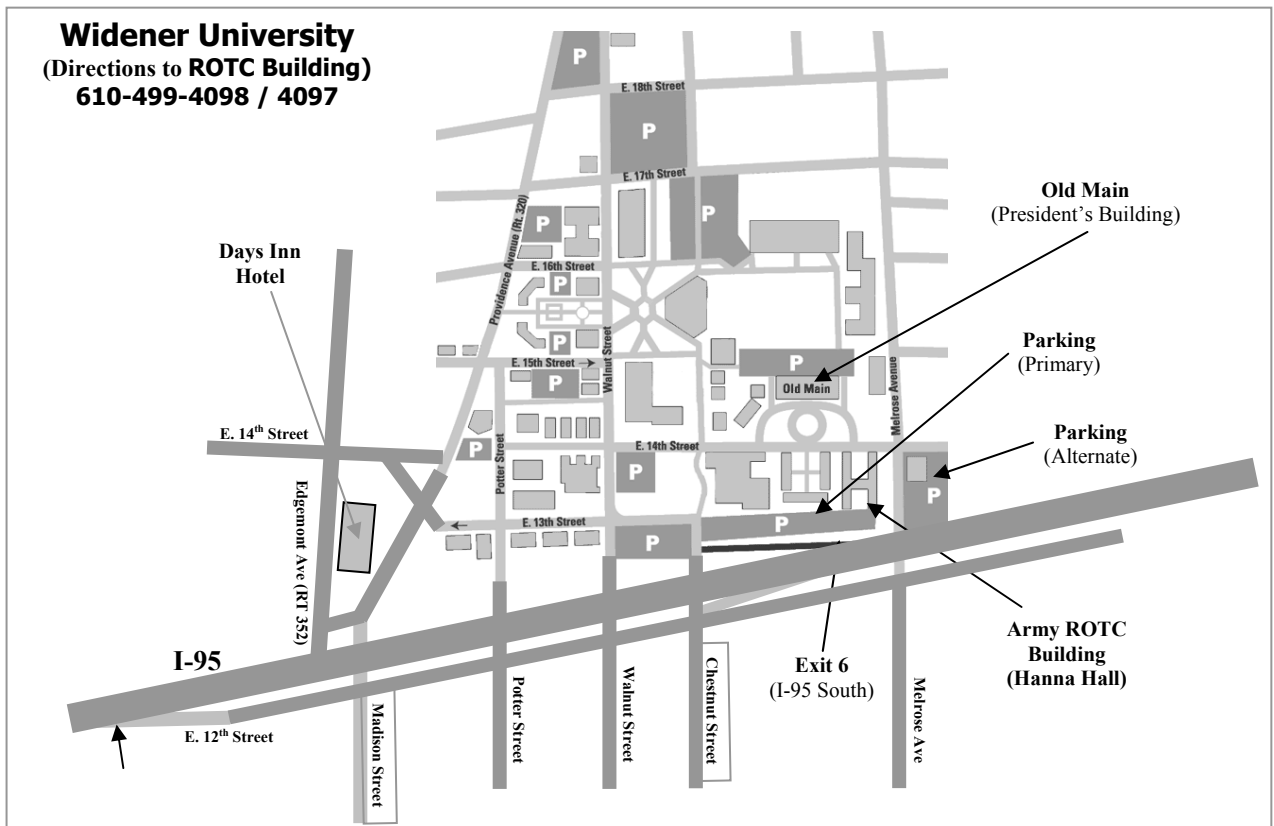 Widener University
(Directions to ROTC Building)
610-499-4098 / 4097
P
E. 18th Street
P
E. 17th Street
Providence Avenue (Rt. 320)
P
P
Old Main
(President's Building)
Days Inn
Hotel
E. 16th Street
P
P
E. 15th Street
Walnut Street
P
P
Old Main
Melrose Avenue
Parking
(Primary)
E. 14th Street
E. 14th Street
P
Potter Street
P
P
Parking
(Alternate)
Edgemont Ave (RT 352)
E. 13th Street
P
P
I-95
E. 12th Street
Madison Street
Potter Street
Walnut Street
Chestnut Street
Exit 6
(I-95 South)
Melrose Ave
Army ROTC
Building
(Hanna Hall)